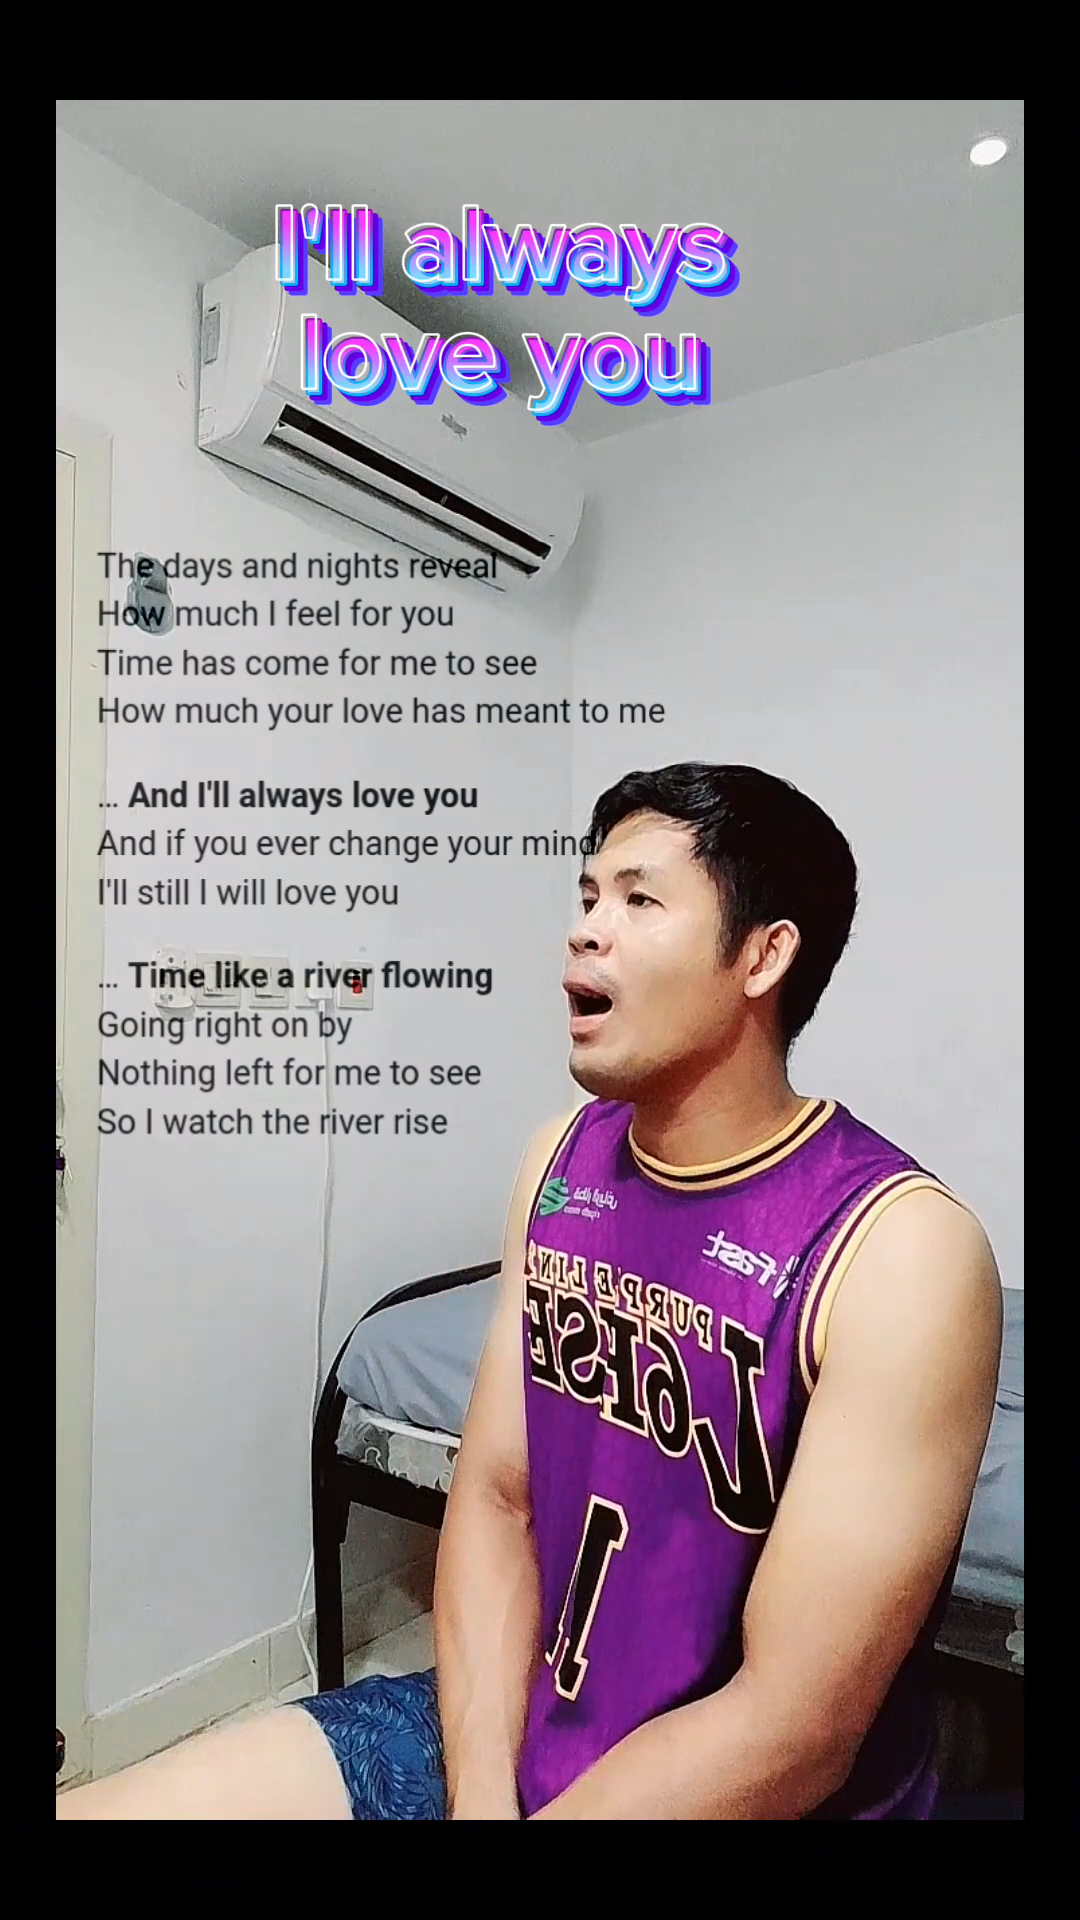 I'll always
love you
The days and nights reveal
How much I feel for you
Time has come for me to see
How much your love has meant to me
... And I'll always love you
And if you ever change your mind
I'll still I will love you
... Time like a river flowing
Going right on by
Nothing left for me to see
So I watch the river rise
fast
PURPLE LIN
1